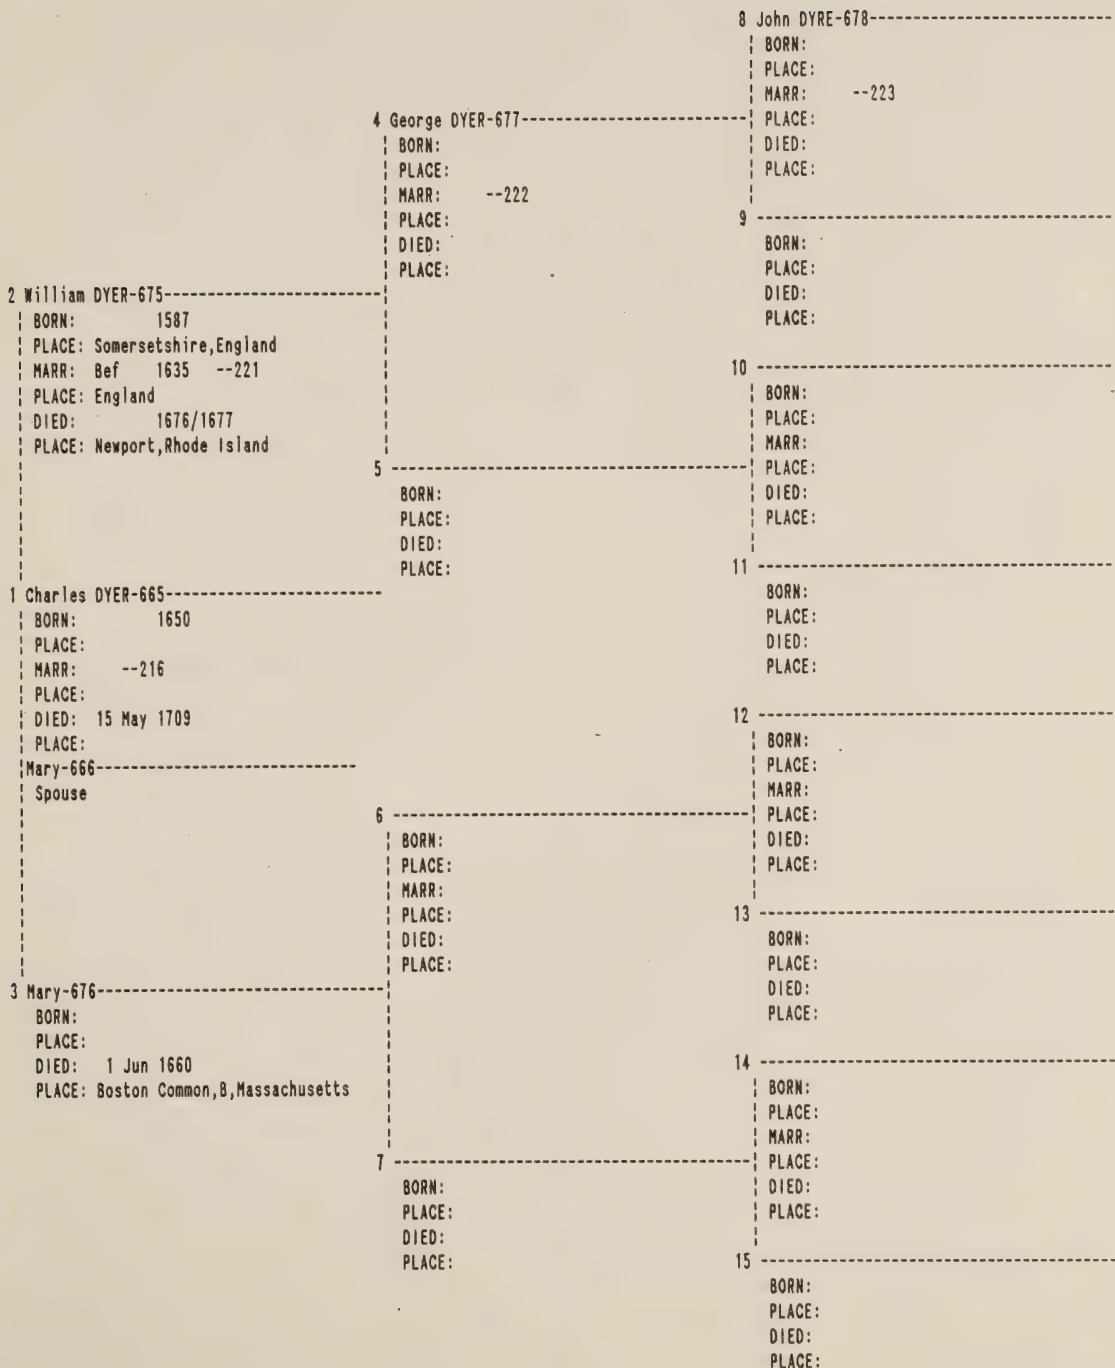 8 John DYRE-678
BORN:
PLACE:
MARR: --223
4 George DYER-677
PLACE:
BORN:
DIED:
PLACE:
PLACE:
MARR: --222
PLACE:
9
DIED:
BORN:
PLACE:
PLACE:
2 William DYER-675
DIED:
BORN: 1587
PLACE:
PLACE: Somersetshire,England
MARR: Bef 1635 --221
10
PLACE: England
BORN:
DIED: 1676/1677
PLACE:
PLACE: Newport,Rhode Island
MARR:
5
PLACE:
BORN:
DIED:
PLACE:
PLACE:
DIED:
PLACE:
11
1 Charles DYER-665
BORN:
BORN: 1650
PLACE:
PLACE:
DIED:
MARR: --216
PLACE:
PLACE:
DIED: 15 May 1709
12
PLACE:
BORN:
Mary-666
PLACE:
Spouse
MARR:
6
PLACE:
BORN:
DIED:
PLACE:
PLACE:
MARR:
PLACE:
13
DIED:
BORN:
PLACE:
PLACE:
3 Mary-676
DIED:
BORN:
PLACE:
PLACE:
DIED: 1 Jun 1660
14
PLACE: Boston Common,B,Massachusetts
BORN:
PLACE:
MARR:
7
PLACE:
BORN:
DIED:
PLACE:
PLACE:
DIED:
PLACE:
15
BORN:
PLACE:
DIED:
PLACE: